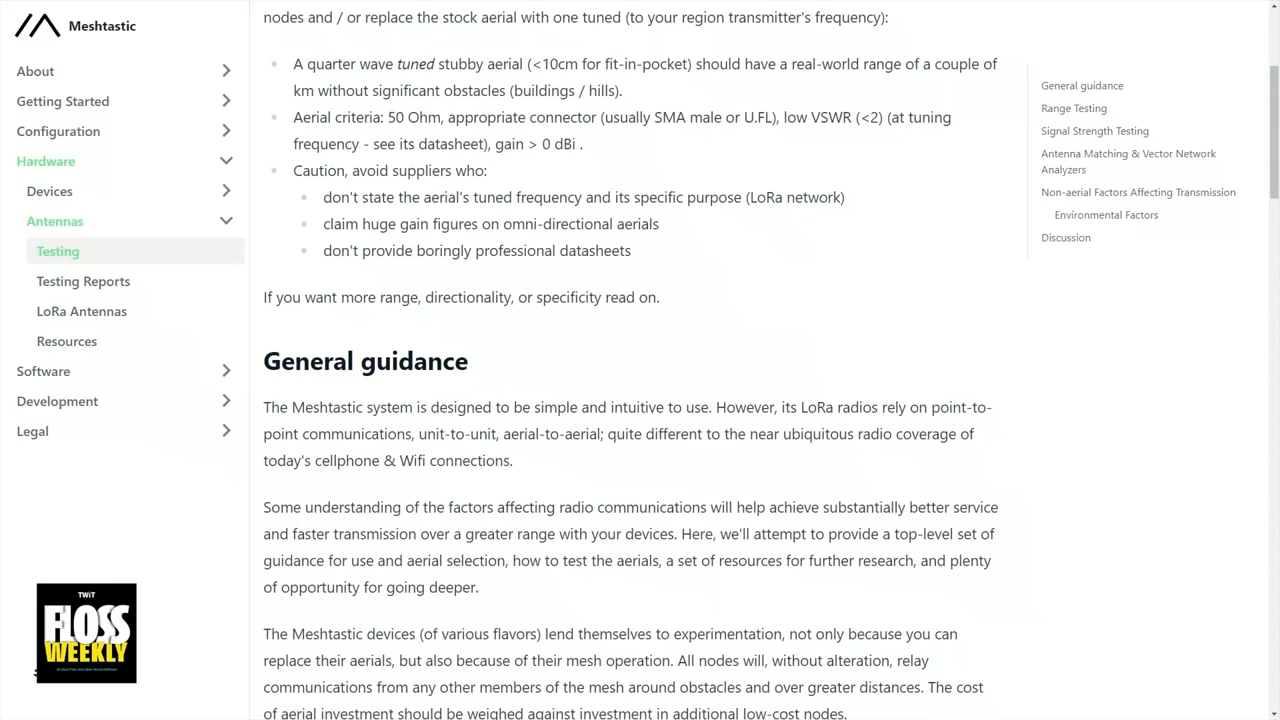 Meshtastic
About
Getting Started
Configuration
Hardware
Devices
Antennas
Testing
Testing Reports
LoRa Antennas
Resources
Software
Development
Legal
nodes and / or replace the stock aerial with one tuned (to your region transmitter's frequency):
A quarter wave tuned stubby aerial (<10cm for fit-in-pocket) should have a real-world range of a couple of
km without significant obstacles (buildings / hills).
Aerial criteria: 50 Ohm, appropriate connector (usually SMA male or U.FL), low VSWR (<2) (at tuning
frequency - see its datasheet), gain > 0 dBi .
Caution, avoid suppliers who:
don't state the aerial's tuned frequency and its specific purpose (LoRa network)
claim huge gain figures on omni-directional aerials
don't provide boringly professional datasheets
If you want more range, directionality, or specificity read on.
General guidance
The Meshtastic system is designed to be simple and intuitive to use. However, its LoRa radios rely on point-to-
point communications, unit-to-unit, aerial-to-aerial; quite different to the near ubiquitous radio coverage of
today's cellphone & Wifi connections.
Some understanding of the factors affecting radio communications will help achieve substantially better service
and faster transmission over a greater range with your devices. Here, we'll attempt to provide a top-level set of
guidance for use and aerial selection, how to test the aerials, a set of resources for further research, and plenty
of opportunity for going deeper.
The Meshtastic devices (of various flavors) lend themselves to experimentation, not only because you can
replace their aerials, but also because of their mesh operation. All nodes will, without alteration, relay
communications from any other members of the mesh around obstacles and over greater distances. The cost
of aerial investment should be weighed against investment in additional low-cost nodes.
General guidance
Range Testing
Signal Strength Testing
Antenna Matching & Vector Network
Analyzers
Non-aerial Factors Affecting Transmission
Environmental Factors
Discussion
TWiT
FLOSS
WEEKLY